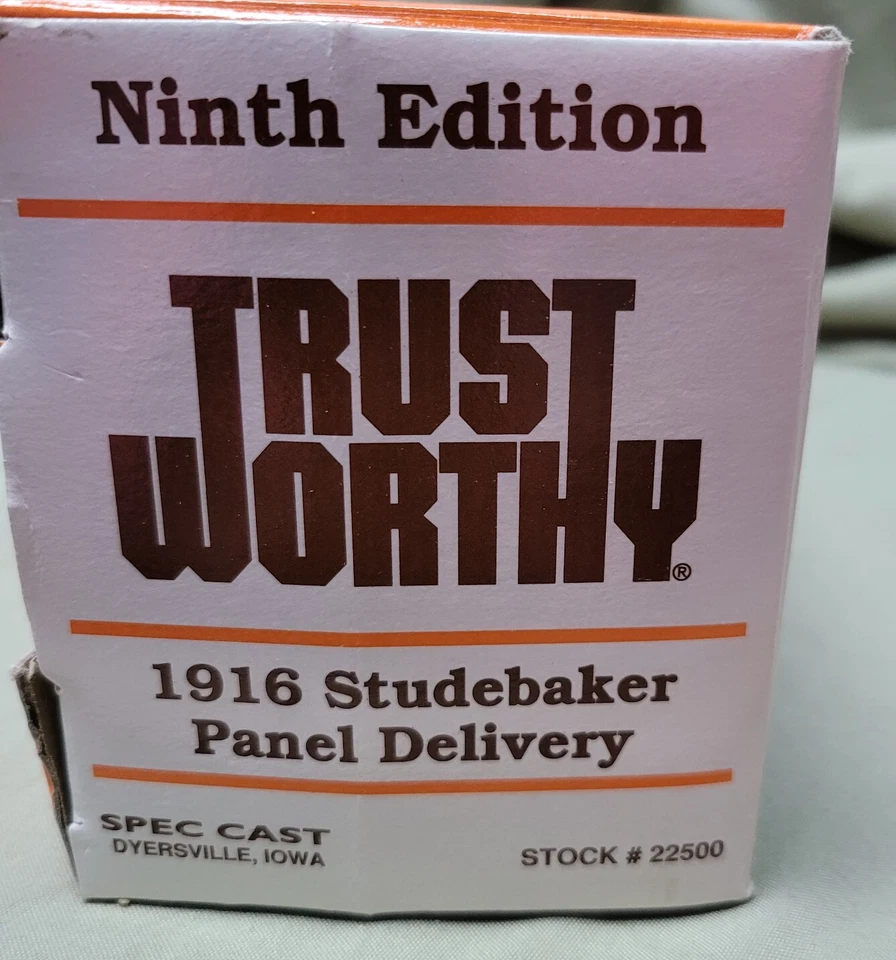 Ninth Edition
TRUST
WORTHY®
1916 Studebaker
Panel Delivery
SPEC CAST
DYERSVILLE, IOWA
STOCK # 22500